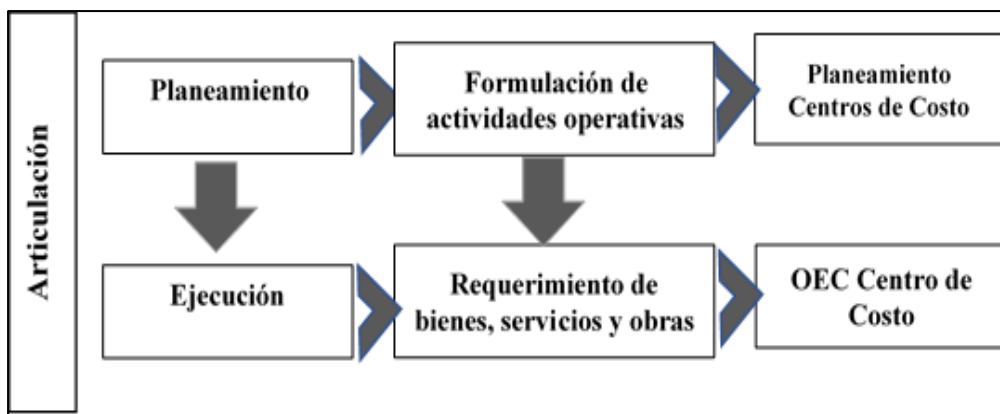 Articulación
Planeamiento
Formulación de
actividades operativas
Planeamiento
Centros de Costo
Ejecución
Requerimiento de
bienes, servicios y obras
OEC Centro de
Costo